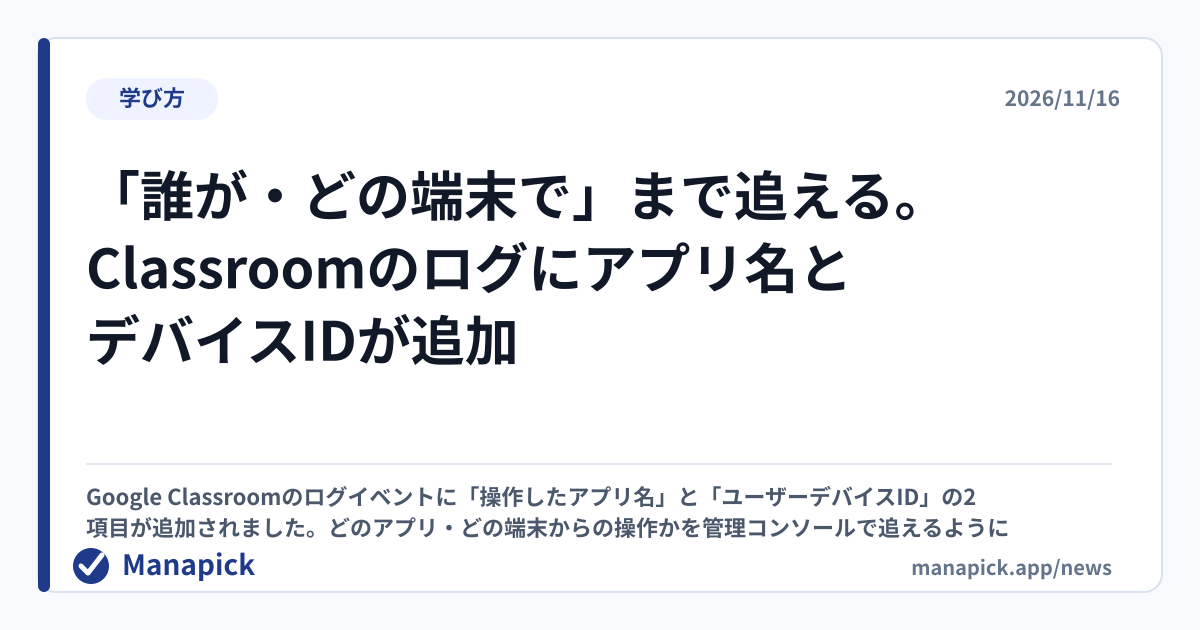 学び方
2026/11/16
「誰が・どの端末で」まで追える。
Classroomのログにアプリ名と
デバイスIDが追加
Google Classroomのログイベントに「操作したアプリ名」と「ユーザーデバイスID」の2
項目が追加されました。どのアプリ・どの端末からの操作かを管理コンソールで追えるように
Manapick
manapick.app/news